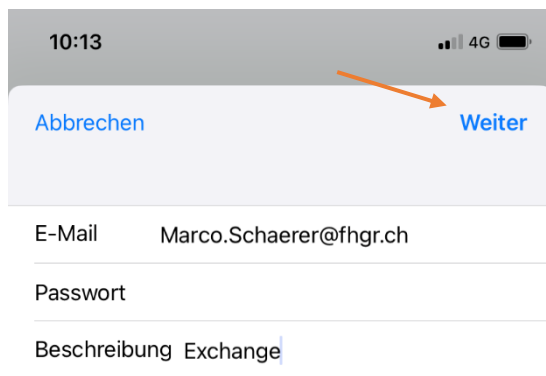 10:13 4G
Abbrechen Weiter
E-Mail Marco.Schaerer@fhgr.ch
Passwort
Beschreibung Exchange